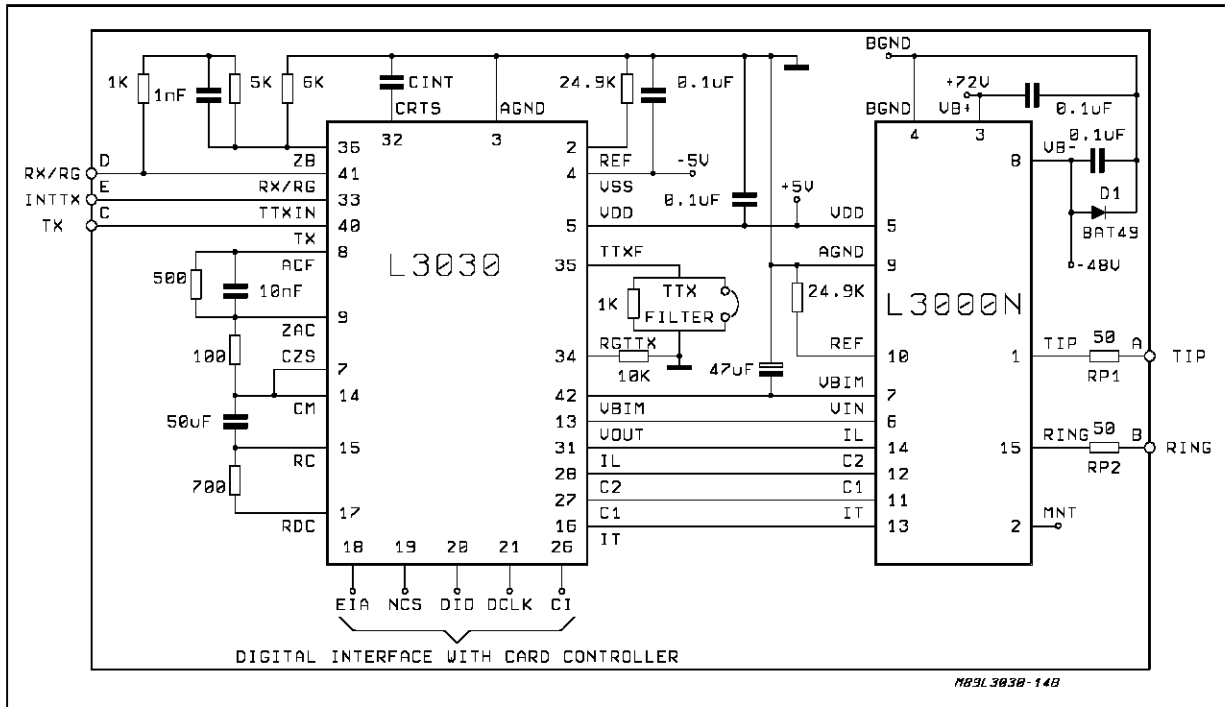 BGND
1K
1nF
5K
6K
CINT
24.9K
0.1uF
+72V
VB+
0.1uF
CRTS
AGND
BGND
32
3
4
3
0.1uF
36
2
VB-
8
D
ZB
REF
-5V
RX/RG
41
4
D1
E
RX/RG
VSS
+5V
INTTX
33
0.1uF
C
TTXIN
VDD
VDD
BAT49
TX
40
5
5
TX
TTXF
AGND
8
35
9
-48V
500
ACF
L3030
10nF
1K
TTX
24.9K
L3000N
9
FILTER
ZAC
50
A
100
RGTTX
REF
1
TIP
TIP
CZS
34
10
7
10K
47uF
RP1
14
42
VBIM
7
CM
VBIM
VIN
50uF
13
6
50
B
15
VOUT
IL
RING
31
14
15
RING
RC
IL
C2
RP2
28
12
700
C2
C1
27
11
17
C1
IT
MNT
RDC
16
13
2
18
19
20
21
26
IT
EIA
NCS
DIO
DCLK
CI
DIGITAL INTERFACE WITH CARD CONTROLLER
M89L3030-14B